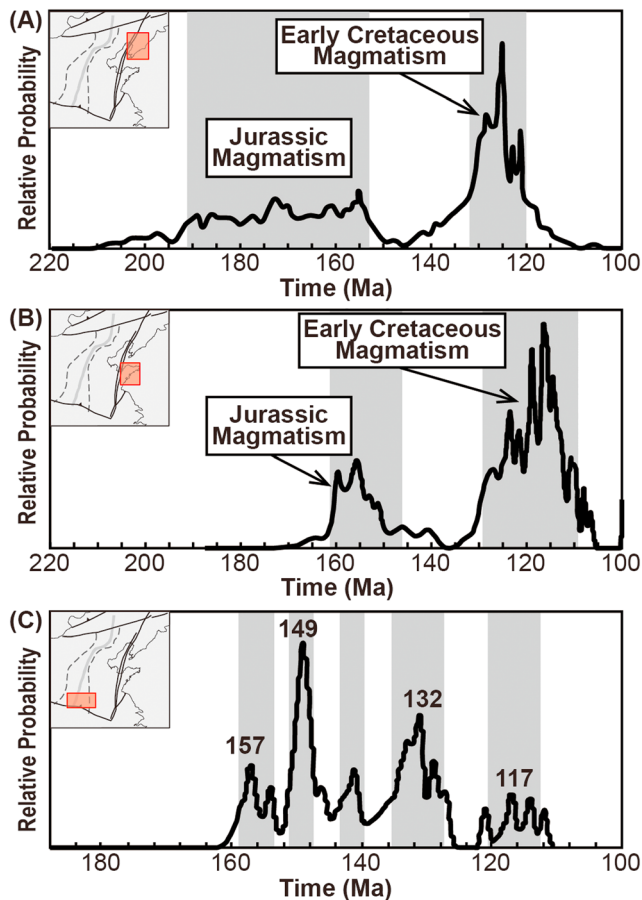 (A)
Relative Probability
Early Cretaceous
Magmatism
Jurassic
Magmatism
220 200 180 160 140 120 100
Time (Ma)
(B)
Relative Probability
Early Cretaceous
Magmatism
Jurassic
Magmatism
220 200 180 160 140 120 100
Time (Ma)
(C)
Relative Probability
149
132
157
117
180 160 140 120 100
Time (Ma)